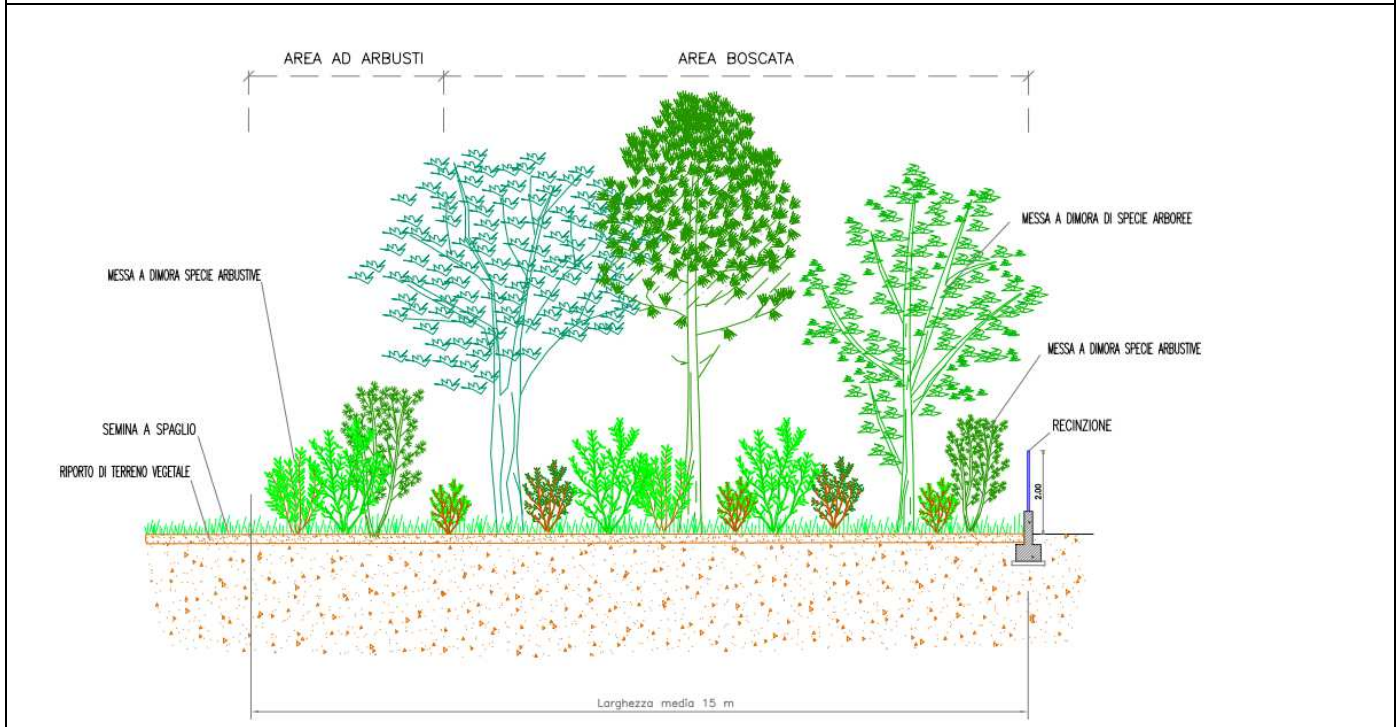 AREA AD ARBUSTI
AREA BOSCATA
MESSA A DIMORA DI SPECIE ARBOREE
MESSA A DIMORA SPECIE ARBUSTIVE
MESSA A DIMORA SPECIE ARBUSTIVE
RECINZIONE
SEMINA A SPAGLIO
RIPORTO DI TERRENO VEGETALE
2.00
Larghezza media 15 m